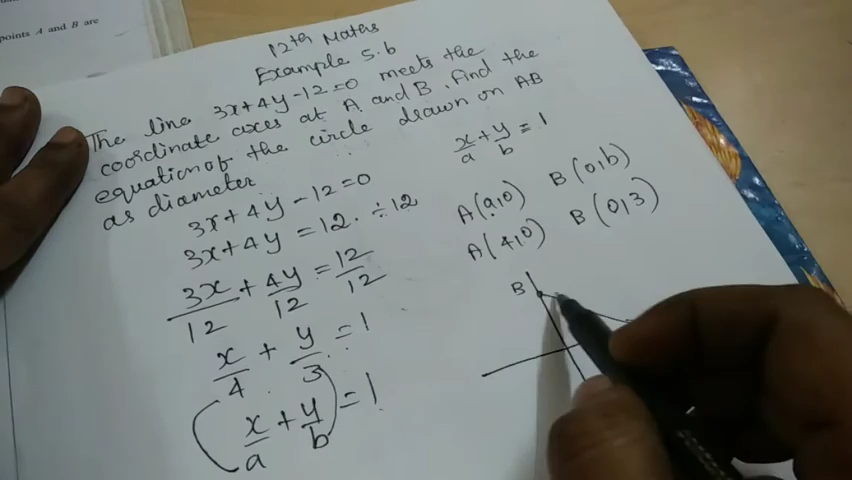 points A and B are
12th Maths
Example 5.6
The line 3x+4y-12=0 meets the
coordinate axes at A and B. Find the
equation of the circle drawn on AB
as diameter
3x+4y-12=0
3x+4y=12. ÷12
3x/12 + 4y/12 = 12/12
x/4 + y/3 = 1
(x/a + y/b) = 1
x/a + y/b = 1
A(a,0) B(0,b)
A(4,0) B(0,3)
B